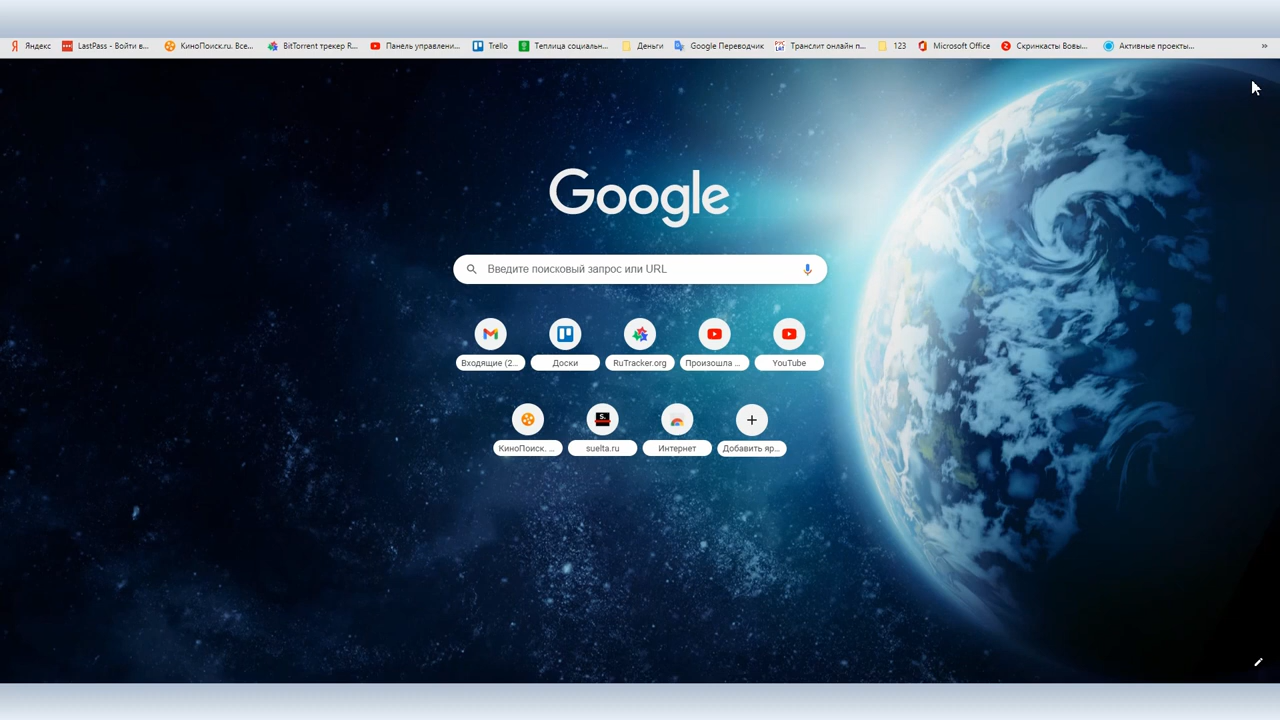 Яндекс LastPass - Войти в... КиноПоиск.ru. Все... BitTorrent трекер R... Панель управлени... Trello Теплица социальн... Деньги Google Переводчик Транслит онлайн п... 123 Microsoft Office Скринкасты Вовы... Активные проекты... »
Google
Введите поисковый запрос или URL
Входящие (2... Доски RuTracker.org Произошла ... YouTube
КиноПоиск. ... suelta.ru Интернет Добавить яр...